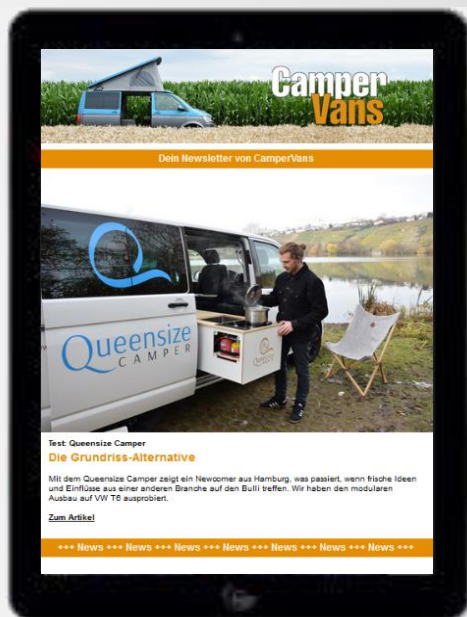 Camper
Vans
Dein Newsletter von CamperVans
Queensize
CAMPER
Test: Queensize Camper
Die Grundriss-Alternative
Mit dem Queensize Camper zeigt ein Newcomer aus Hamburg, was passiert, wenn frische Ideen
und Einflüsse aus einer anderen Branche auf den Bulli treffen. Wir haben den modularen
Ausbau auf VW T6 ausprobiert.
Zum Artikel
+++ News +++ News +++ News +++ News +++ News +++ News +++ News +++